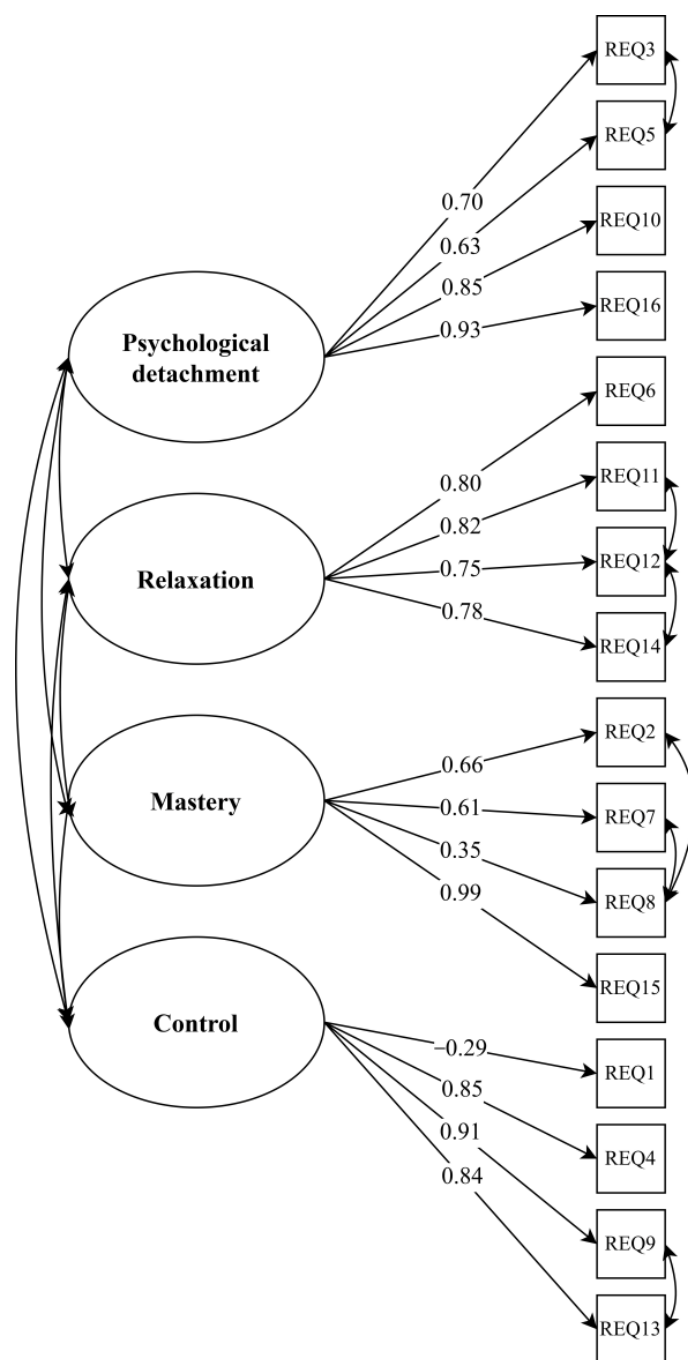 REQ3
REQ5
0.70
0.63
REQ10
0.85
REQ16
0.93
Psychological
detachment
REQ6
REQ11
0.80
0.82
REQ12
0.75
Relaxation
0.78
REQ14
REQ2
0.66
Mastery
0.61
REQ7
0.35
REQ8
0.99
REQ15
Control
−0.29
REQ1
0.85
0.91
REQ4
0.84
REQ9
REQ13